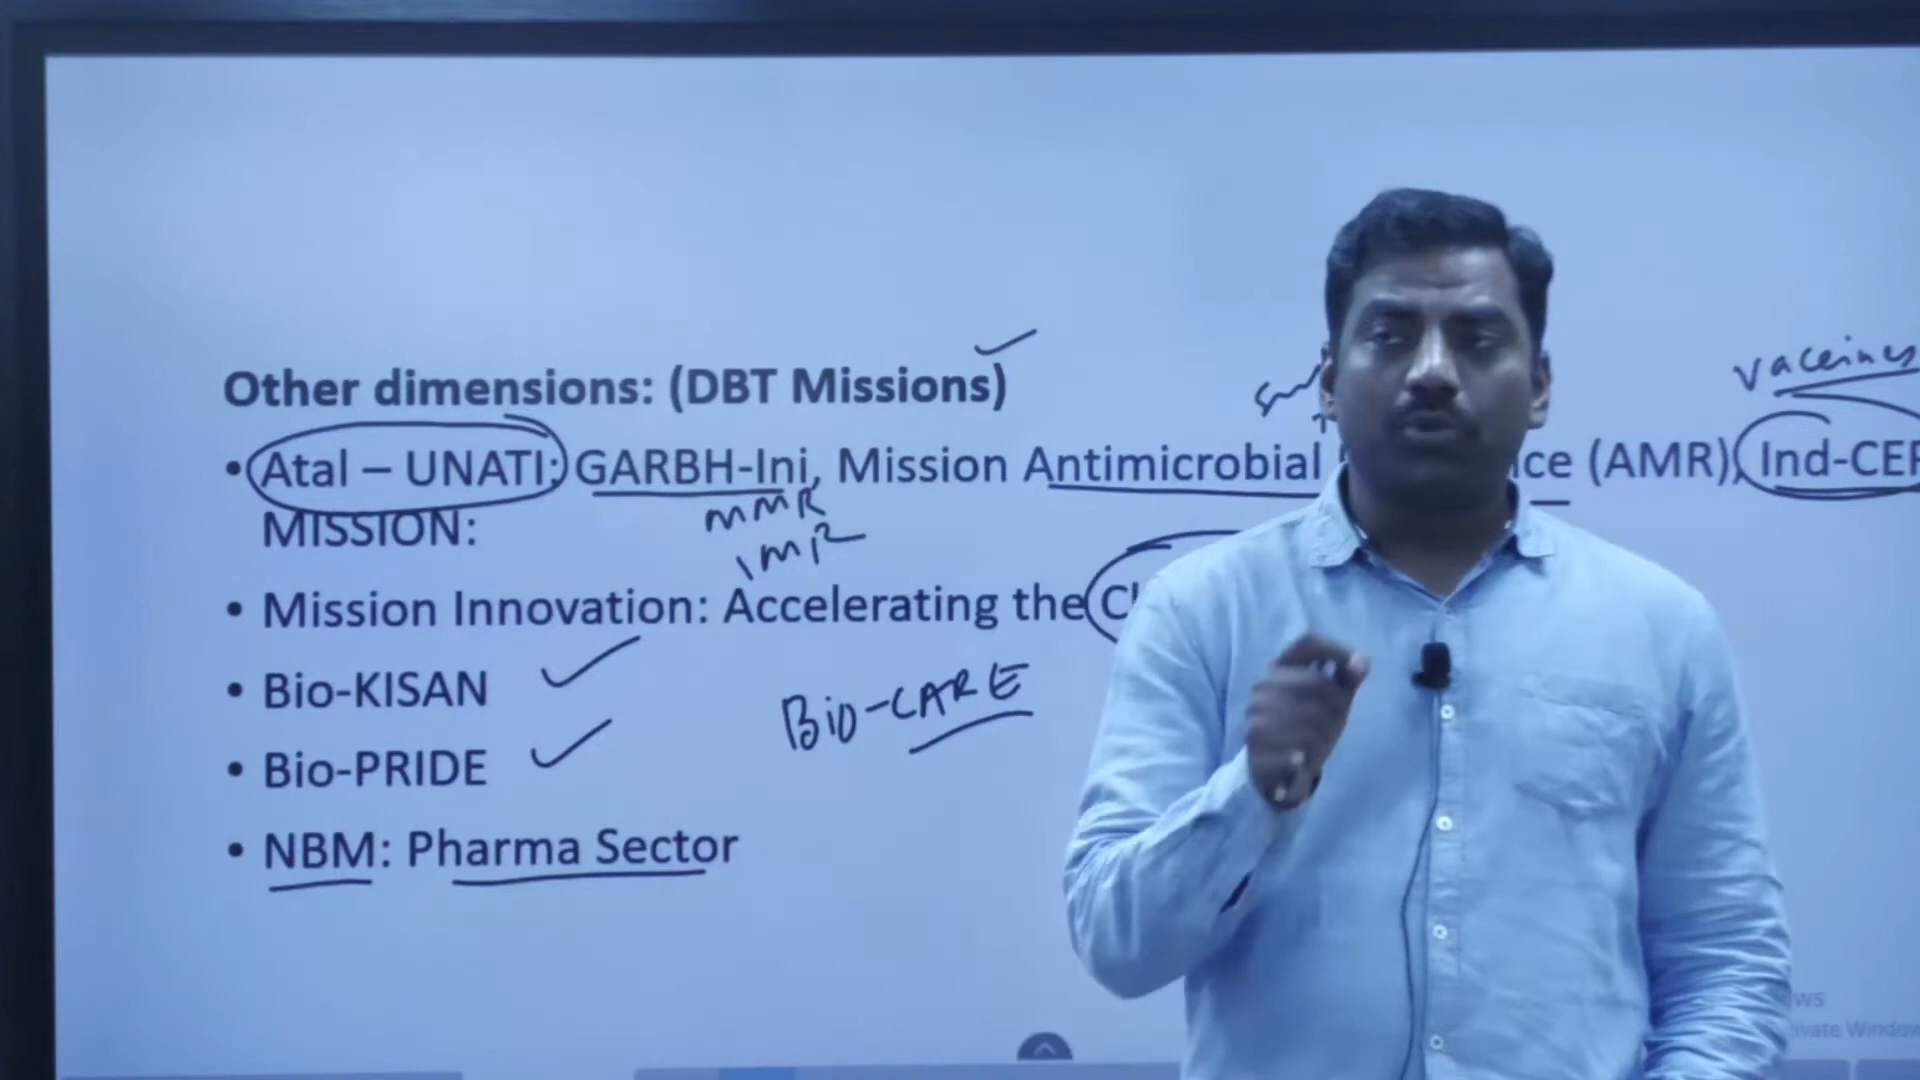 Other dimensions: (DBT Missions)
vaccines
• Atal – UNATI; GARBH-Ini, Mission Antimicrobial ce (AMR), Ind-CEP
MMR
MISSION:
IMR
• Mission Innovation: Accelerating the
• Bio-KISAN
Bio-CARE
• Bio-PRIDE
• NBM: Pharma Sector